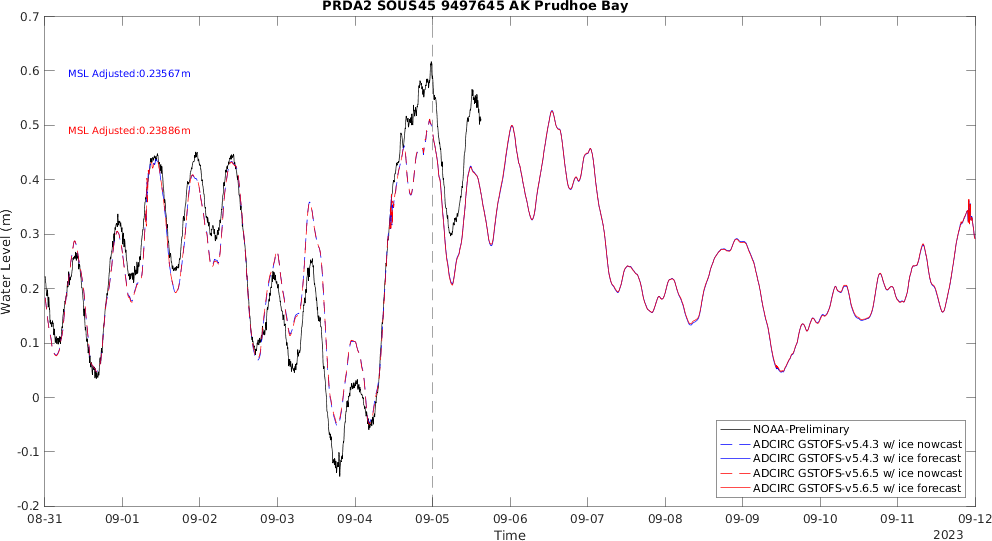 PRDA2 SOUS45 9497645 AK Prudhoe Bay
0.7
0.6
0.5
0.4
0.3
0.2
0.1
0
-0.1
-0.2
Water Level (m)
MSL Adjusted:0.23567m
MSL Adjusted:0.23886m
NOAA-Preliminary
ADCIRC GSTOFS-v5.4.3 w/ ice nowcast
ADCIRC GSTOFS-v5.4.3 w/ ice forecast
ADCIRC GSTOFS-v5.6.5 w/ ice nowcast
ADCIRC GSTOFS-v5.6.5 w/ ice forecast
08-31 09-01 09-02 09-03 09-04 09-05 09-06 09-07 09-08 09-09 09-10 09-11 09-12
Time
2023